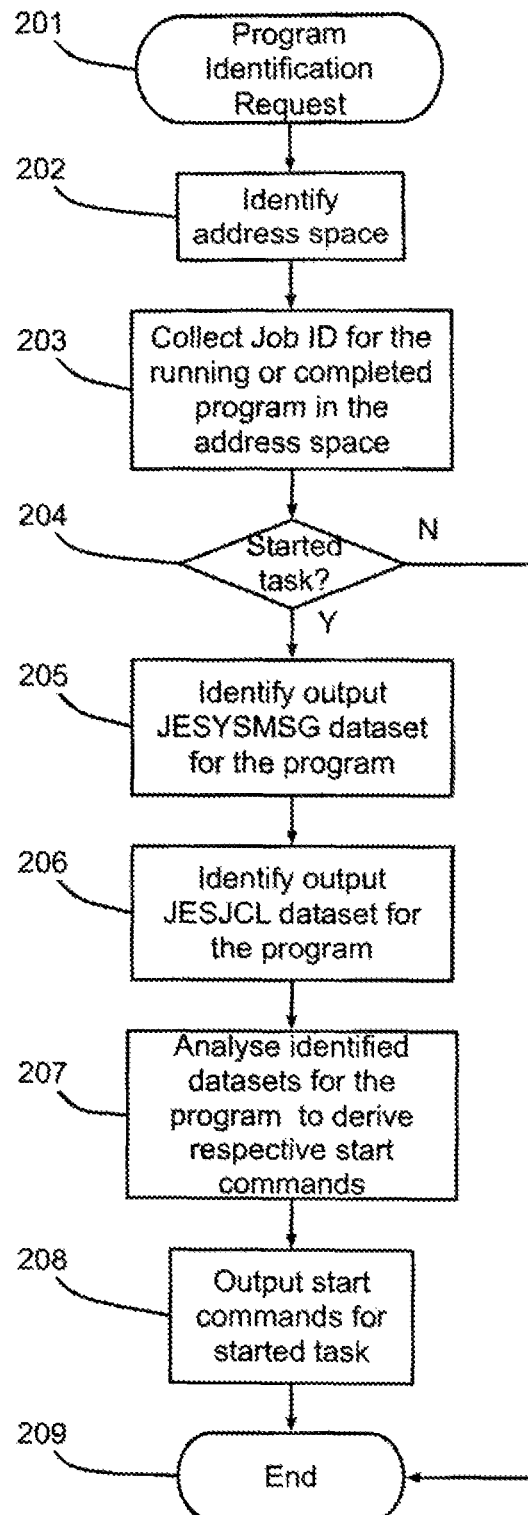 201
Program
Identification
Request
202
Identify
address space
203
Collect Job ID for the
running or completed
program in the
address space
204
Started
task?
N
Y
205
Identify output
JESYSMSG dataset
for the program
206
Identify output
JESJCL dataset for
the program
207
Analyse identified
datasets for the
program to derive
respective start
commands
208
Output start
commands for
started task
209
End